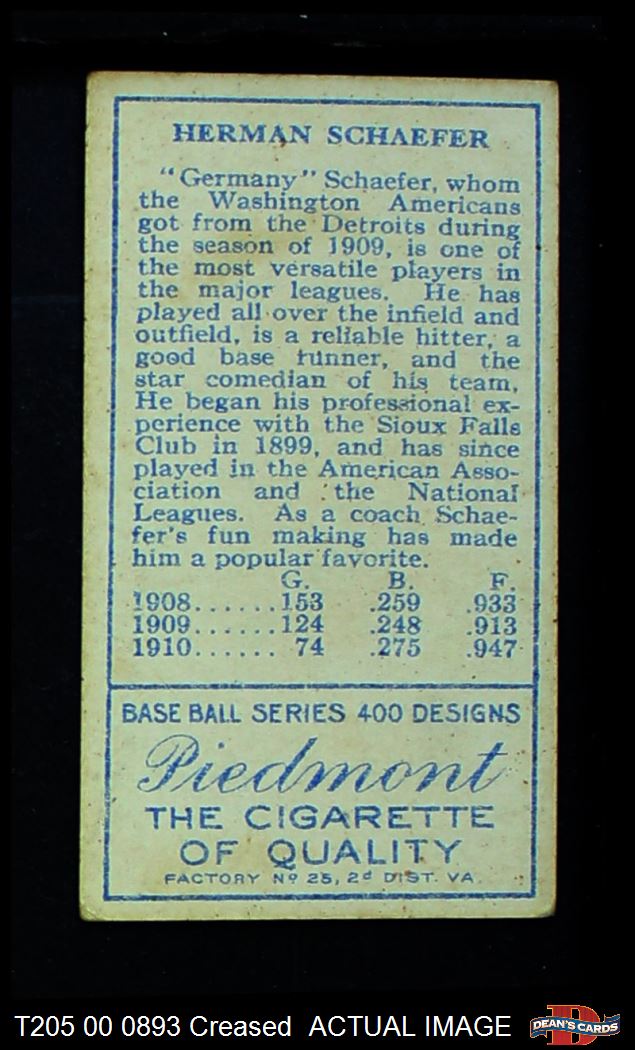 HERMAN SCHAEFER
"Germany" Schaefer, whom
the Washington Americans
got from the Detroits during
the season of 1909, is one of
the most versatile players in
the major leagues. He has
played all over the infield and
outfield, is a reliable hitter, a
good base runner, and the
star comedian of his team.
He began his professional ex-
perience with the Sioux Falls
Club in 1899, and has since
played in the American Asso-
ciation and the National
Leagues. As a coach Schae-
fer's fun making has made
him a popular favorite.
G. B. F.
1908......153 .259 .933
1909......124 .248 .913
1910...... 74 .275 .947
BASE BALL SERIES 400 DESIGNS
Piedmont
THE CIGARETTE
OF QUALITY
FACTORY Nº 25, 2d DIST. VA.
T205 00 0893 Creased ACTUAL IMAGE
D
DEAN'S CARDS